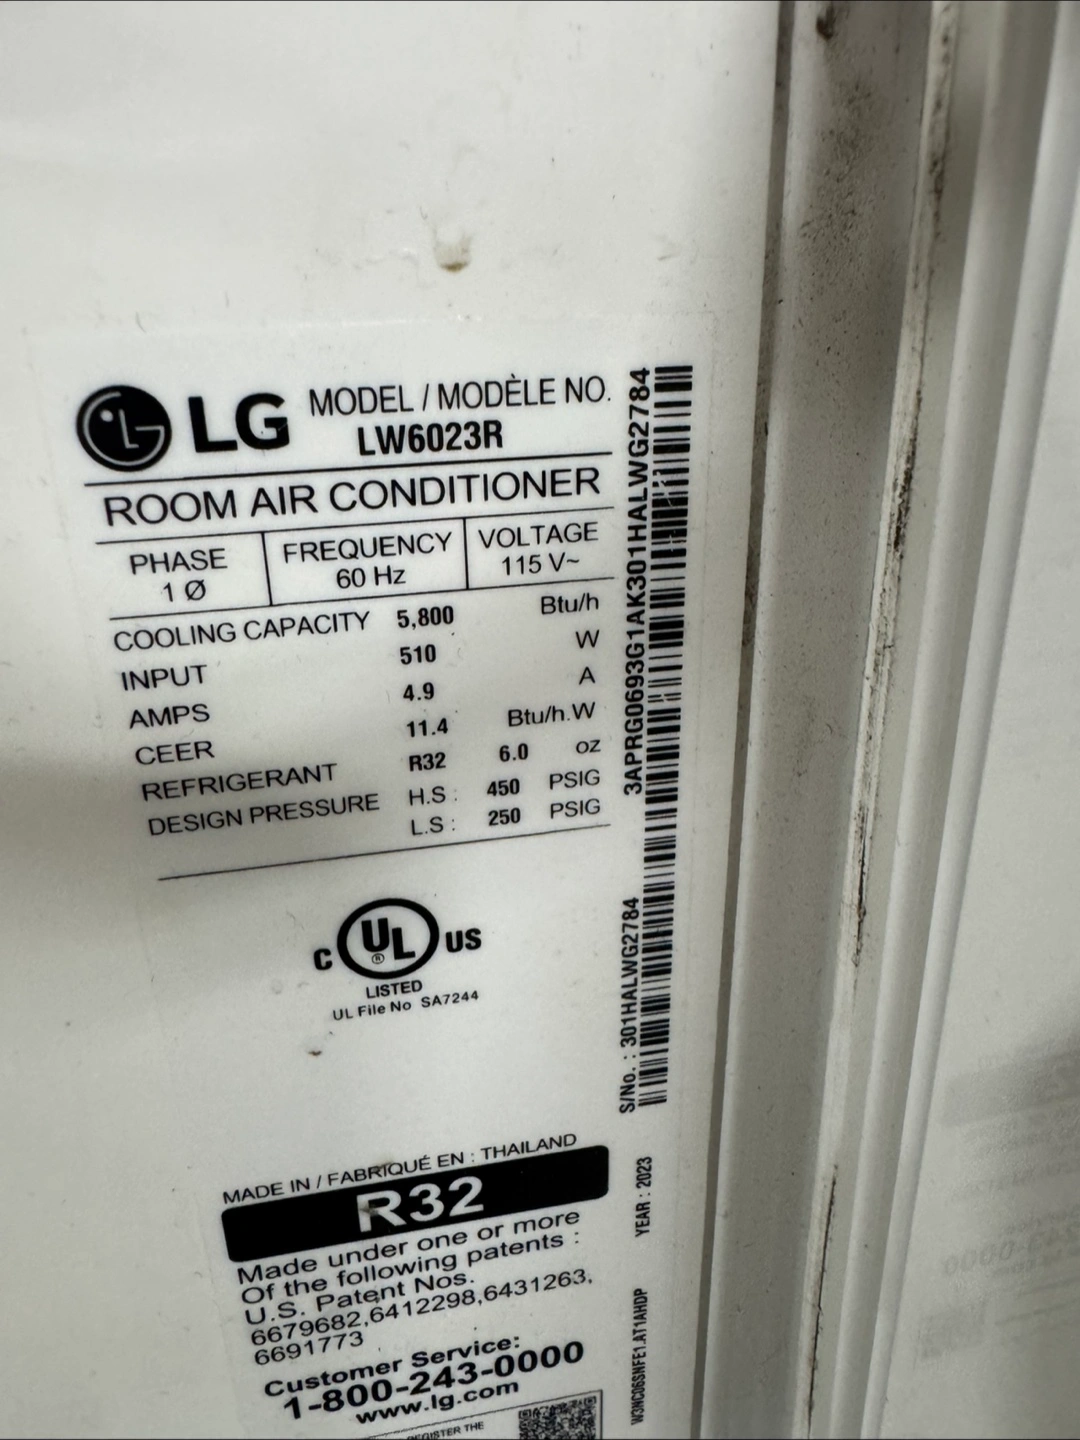 LG MODEL / MODÈLE NO.
LW6023R
ROOM AIR CONDITIONER
PHASE
1 Ø
FREQUENCY
60 Hz
VOLTAGE
115 V~
COOLING CAPACITY 5,800 Btu/h
INPUT 510 W
AMPS 4.9 A
CEER 11.4 Btu/h.W
REFRIGERANT R32 6.0 oz
DESIGN PRESSURE H.S : 450 PSIG
L.S : 250 PSIG
C UL ® US
LISTED
UL File No SA7244
MADE IN / FABRIQUÉ EN : THAILAND
R32
Made under one or more
Of the following patents :
U.S. Patent Nos.
6679682,6412298,6431263,
6691773
Customer Service:
1-800-243-0000
www.lg.com
REGISTER THE
3APRG0693G1AK301HALWG2784
S/No. : 301HALWG2784
YEAR : 2023
W3NC06SNFE1.AT1AHDP